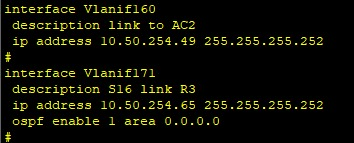 interface Vlanif160
description link to AC2
ip address 10.50.254.49 255.255.255.252
#
interface Vlanif171
description S16 link R3
ip address 10.50.254.65 255.255.255.252
ospf enable 1 area 0.0.0.0
#